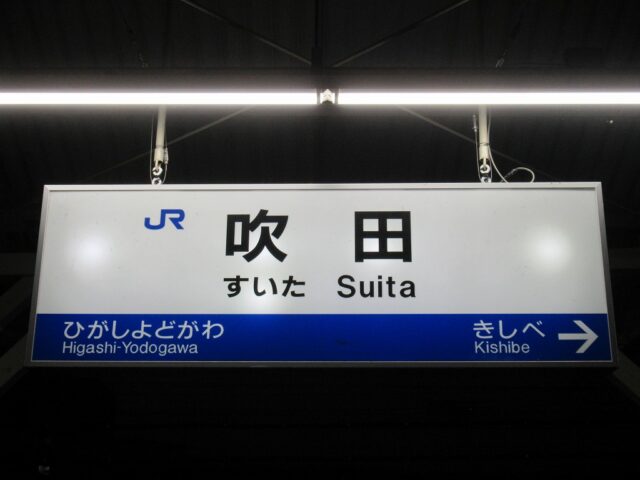 JR
吹田
すいた Suita
ひがしよどがわ
Higashi-Yodogawa
きしべ
Kishibe